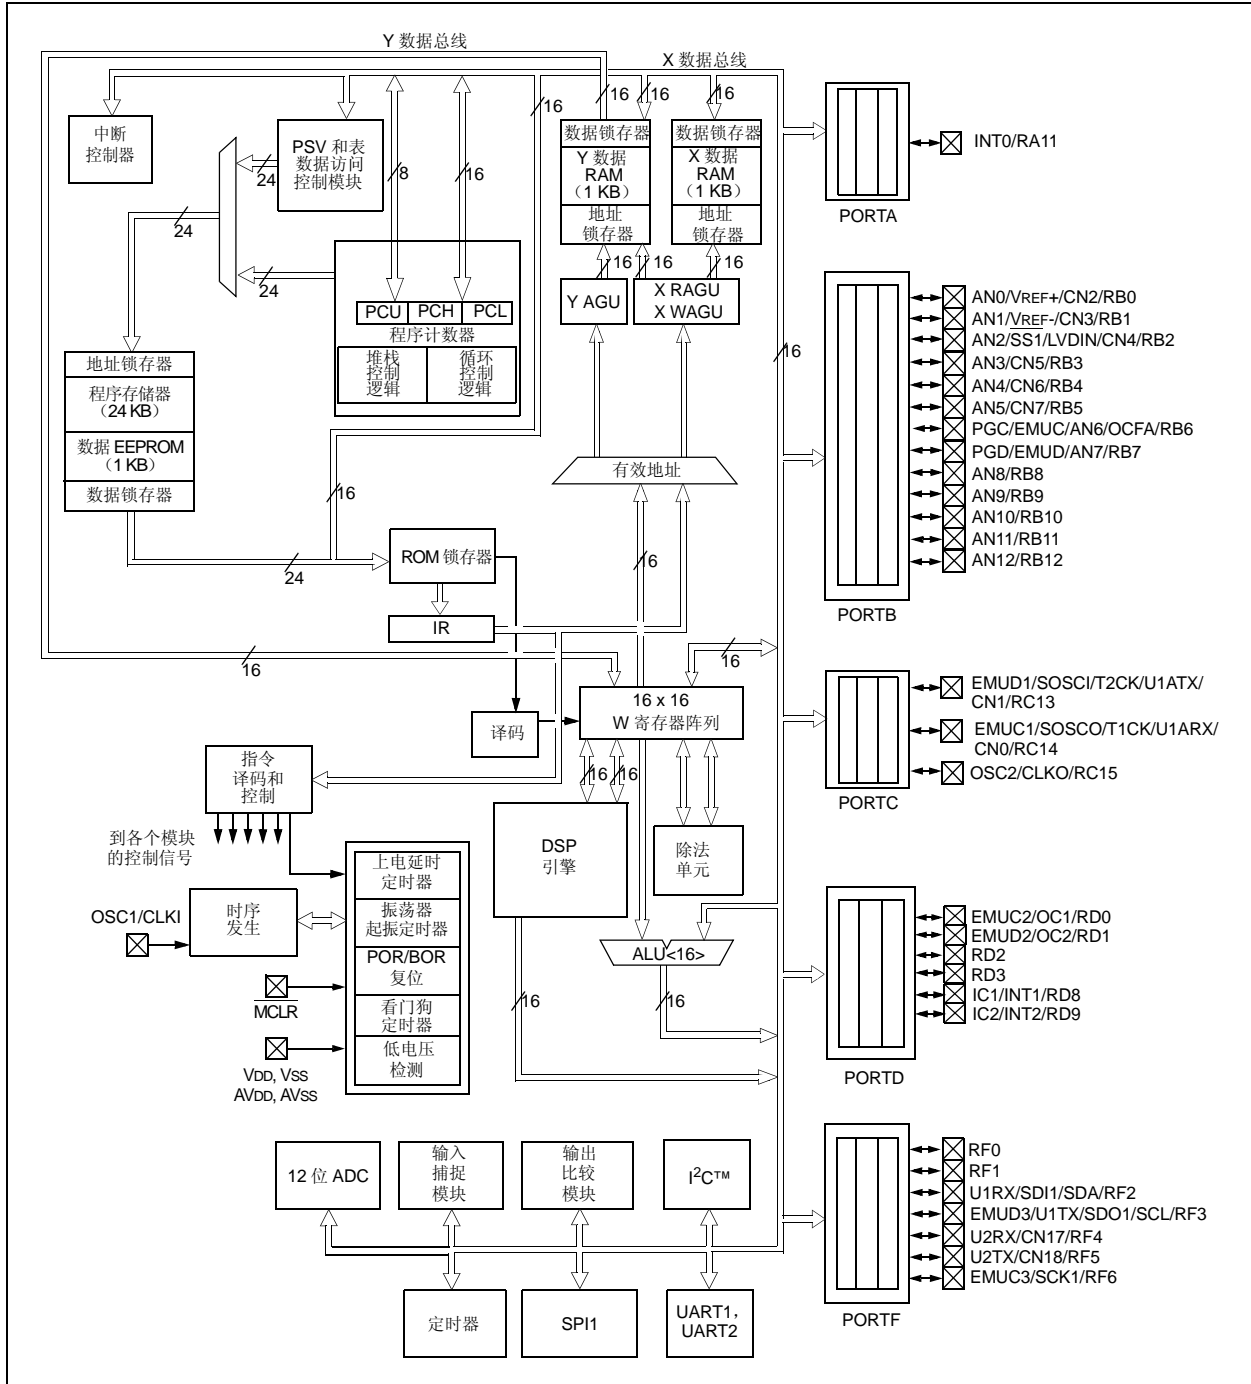 Y 数据总线
X 数据总线
16
16
16
16
中断
控制器
PSV 和表
数据访问
控制模块
24
8
16
数据锁存器
Y 数据
RAM
(1 KB)
地址
锁存器
数据锁存器
X 数据
RAM
(1 KB)
地址
锁存器
INT0/RA11
PORTA
24
24
16
16
16
Y AGU
X RAGU
X WAGU
PCU
PCH
PCL
程序计数器
堆栈
控制
逻辑
循环
控制
逻辑
16
地址锁存器
程序存储器
(24 KB)
数据 EEPROM
(1 KB)
数据锁存器
16
24
有效地址
16
ROM 锁存器
IR
AN0/VREF+/CN2/RB0
AN1/VREF-/CN3/RB1
AN2/SS1/LVDIN/CN4/RB2
AN3/CN5/RB3
AN4/CN6/RB4
AN5/CN7/RB5
PGC/EMUC/AN6/OCFA/RB6
PGD/EMUD/AN7/RB7
AN8/RB8
AN9/RB9
AN10/RB10
AN11/RB11
AN12/RB12
PORTB
16
16
16 x 16
W 寄存器阵列
译码
16
16
EMUD1/SOSCI/T2CK/U1ATX/
CN1/RC13
EMUC1/SOSCO/T1CK/U1ARX/
CN0/RC14
OSC2/CLKO/RC15
PORTC
指令
译码和
控制
到各个模块
的控制信号
DSP
引擎
除法
单元
上电延时
定时器
振荡器
起振定时器
POR/BOR
复位
看门狗
定时器
低电压
检测
OSC1/CLKI
时序
发生
MCLR
VDD, VSS
AVDD, AVSS
ALU<16>
16
16
EMUC2/OC1/RD0
EMUD2/OC2/RD1
RD2
RD3
IC1/INT1/RD8
IC2/INT2/RD9
PORTD
12 位 ADC
输入
捕捉
模块
输出
比较
模块
I²C™
定时器
SPI1
UART1,
UART2
RF0
RF1
U1RX/SDI1/SDA/RF2
EMUD3/U1TX/SDO1/SCL/RF3
U2RX/CN17/RF4
U2TX/CN18/RF5
EMUC3/SCK1/RF6
PORTF